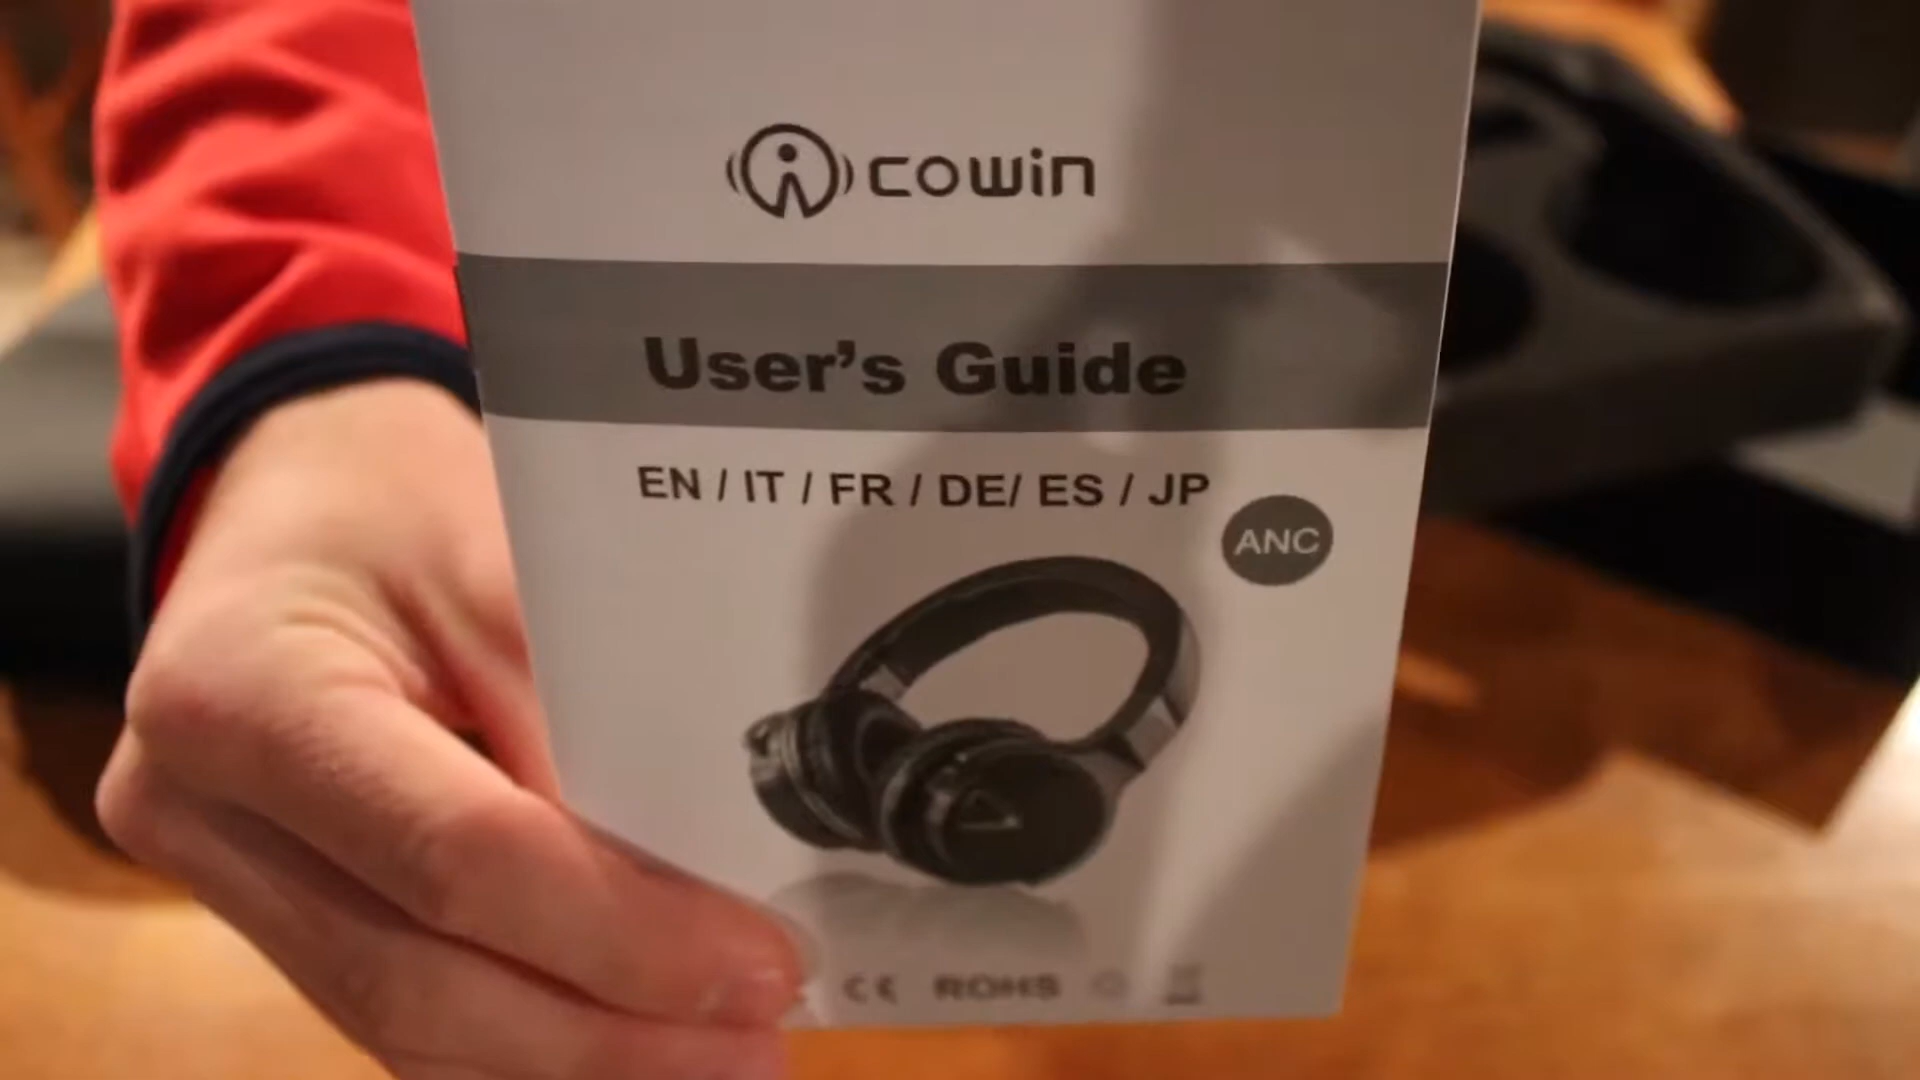 cowin
User's Guide
EN / IT / FR / DE/ ES / JP
ANC
CE ROHS